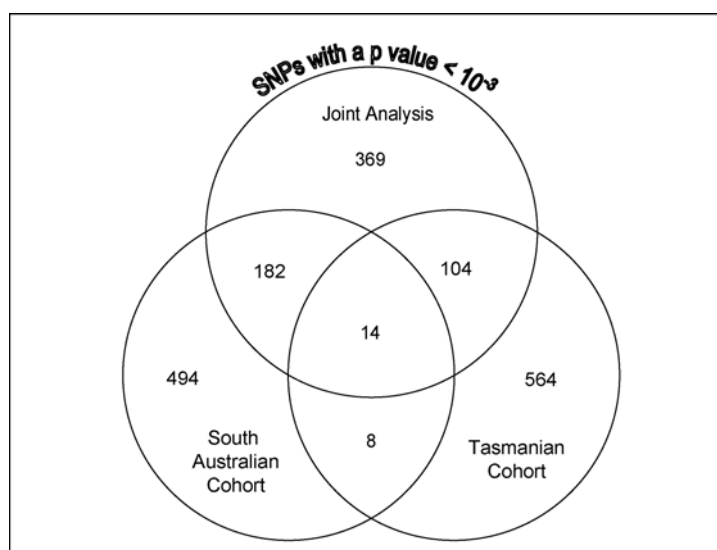 SNPs with a p value < 10-3
Joint Analysis
369
182
104
14
494
564
8
South
Australian
Cohort
Tasmanian
Cohort